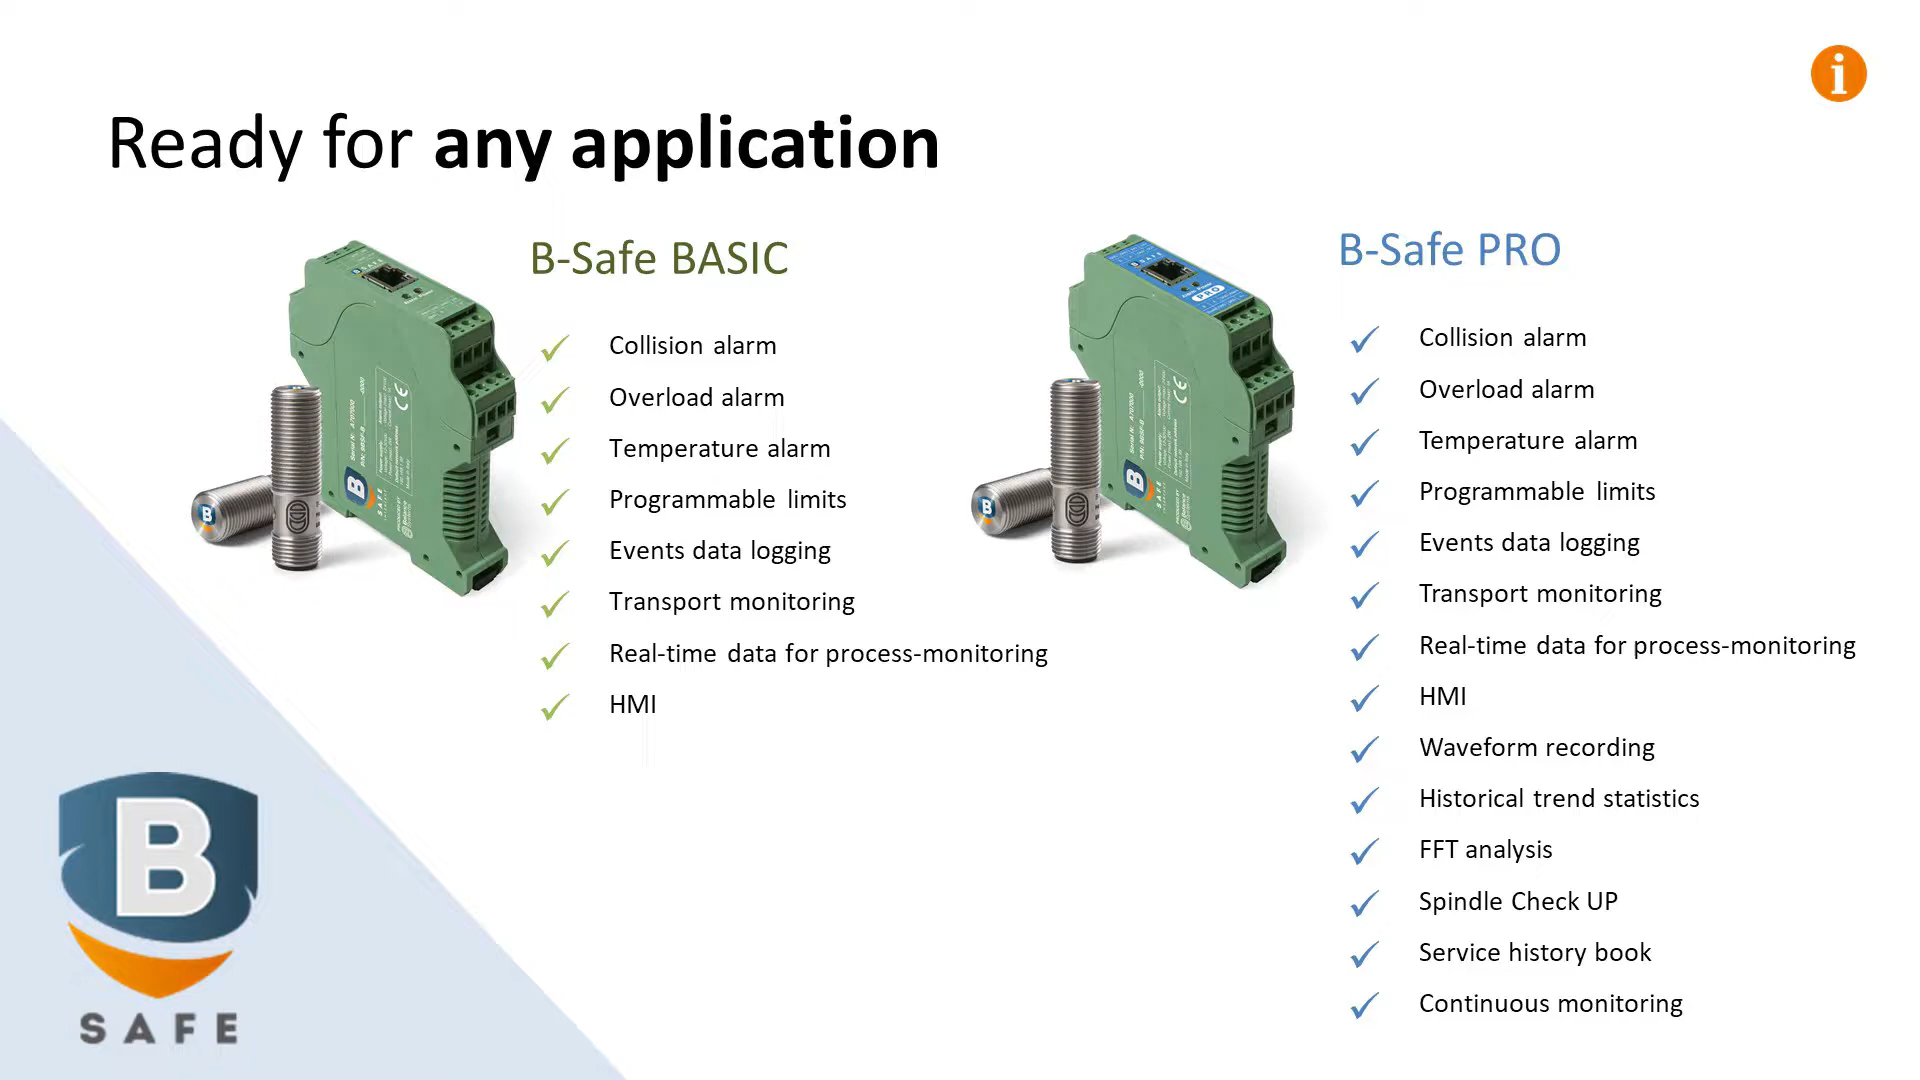 Ready for any application
B-Safe BASIC
Collision alarm
Overload alarm
Temperature alarm
Programmable limits
Events data logging
Transport monitoring
Real-time data for process-monitoring
HMI
B-Safe PRO
Collision alarm
Overload alarm
Temperature alarm
Programmable limits
Events data logging
Transport monitoring
Real-time data for process-monitoring
HMI
Waveform recording
Historical trend statistics
FFT analysis
Spindle Check UP
Service history book
Continuous monitoring
PRO
B
SAFE
i